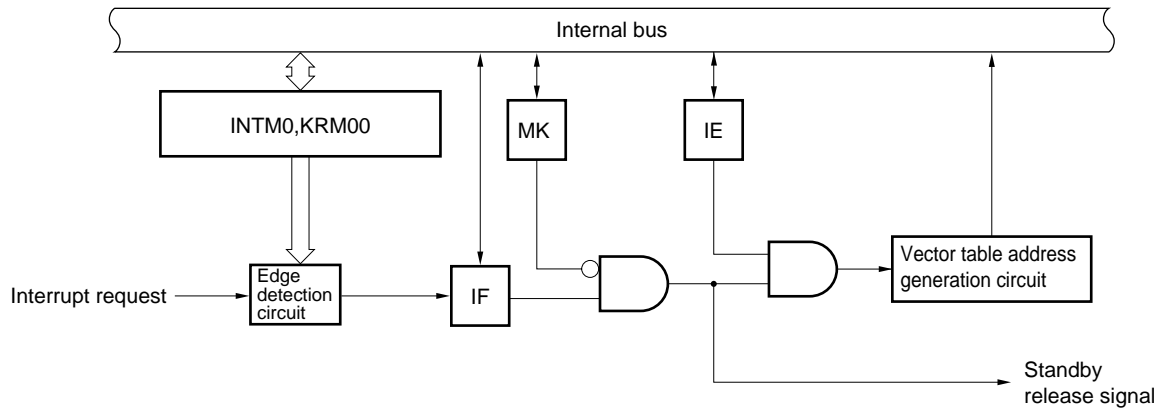 Internal bus
INTM0,KRM00
MK
IE
Interrupt request
Edge
detection
circuit
IF
Vector table address
generation circuit
Standby
release signal